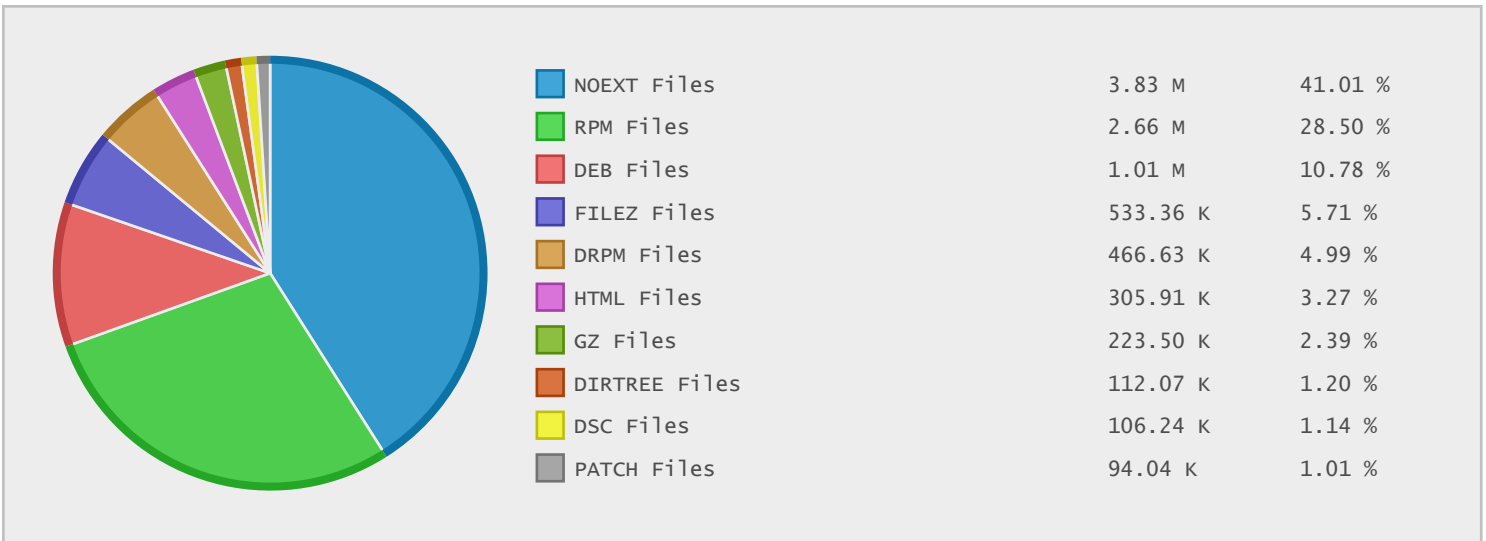 NOEXT Files 3.83 M 41.01 %
RPM Files 2.66 M 28.50 %
DEB Files 1.01 M 10.78 %
FILEZ Files 533.36 K 5.71 %
DRPM Files 466.63 K 4.99 %
HTML Files 305.91 K 3.27 %
GZ Files 223.50 K 2.39 %
DIRTREE Files 112.07 K 1.20 %
DSC Files 106.24 K 1.14 %
PATCH Files 94.04 K 1.01 %